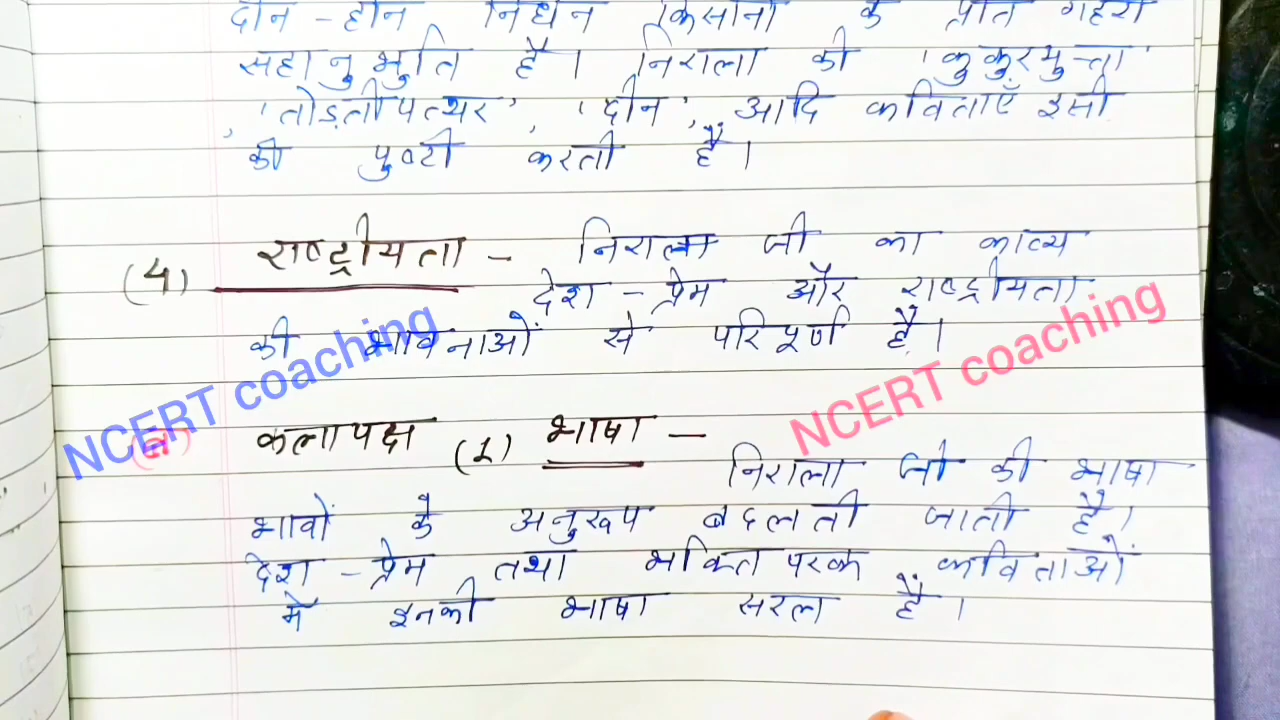 दीन - हीन निर्धन किसानों के प्रति गहरी
सहानुभुति है। निराला की 'कुकुरमुत्ता'
, 'तोड़तीपत्थर', 'दीन', आदि कविताएँ इसी
की पुष्टी करती हैं।
(4) राष्ट्रीयता - निराला जी का काव्य
देश - प्रेम और राष्ट्रीयता
की भावनाओं से परिपूर्ण है।
NCERT coaching
NCERT coaching
कलापक्ष (1) भाषा -
निराला जी की भाषा
भावों के अनुरूप बदलती जाती है।
देश - प्रेम तथा भक्तिपरक कविताओं
में इनकी भाषा सरल हैं।